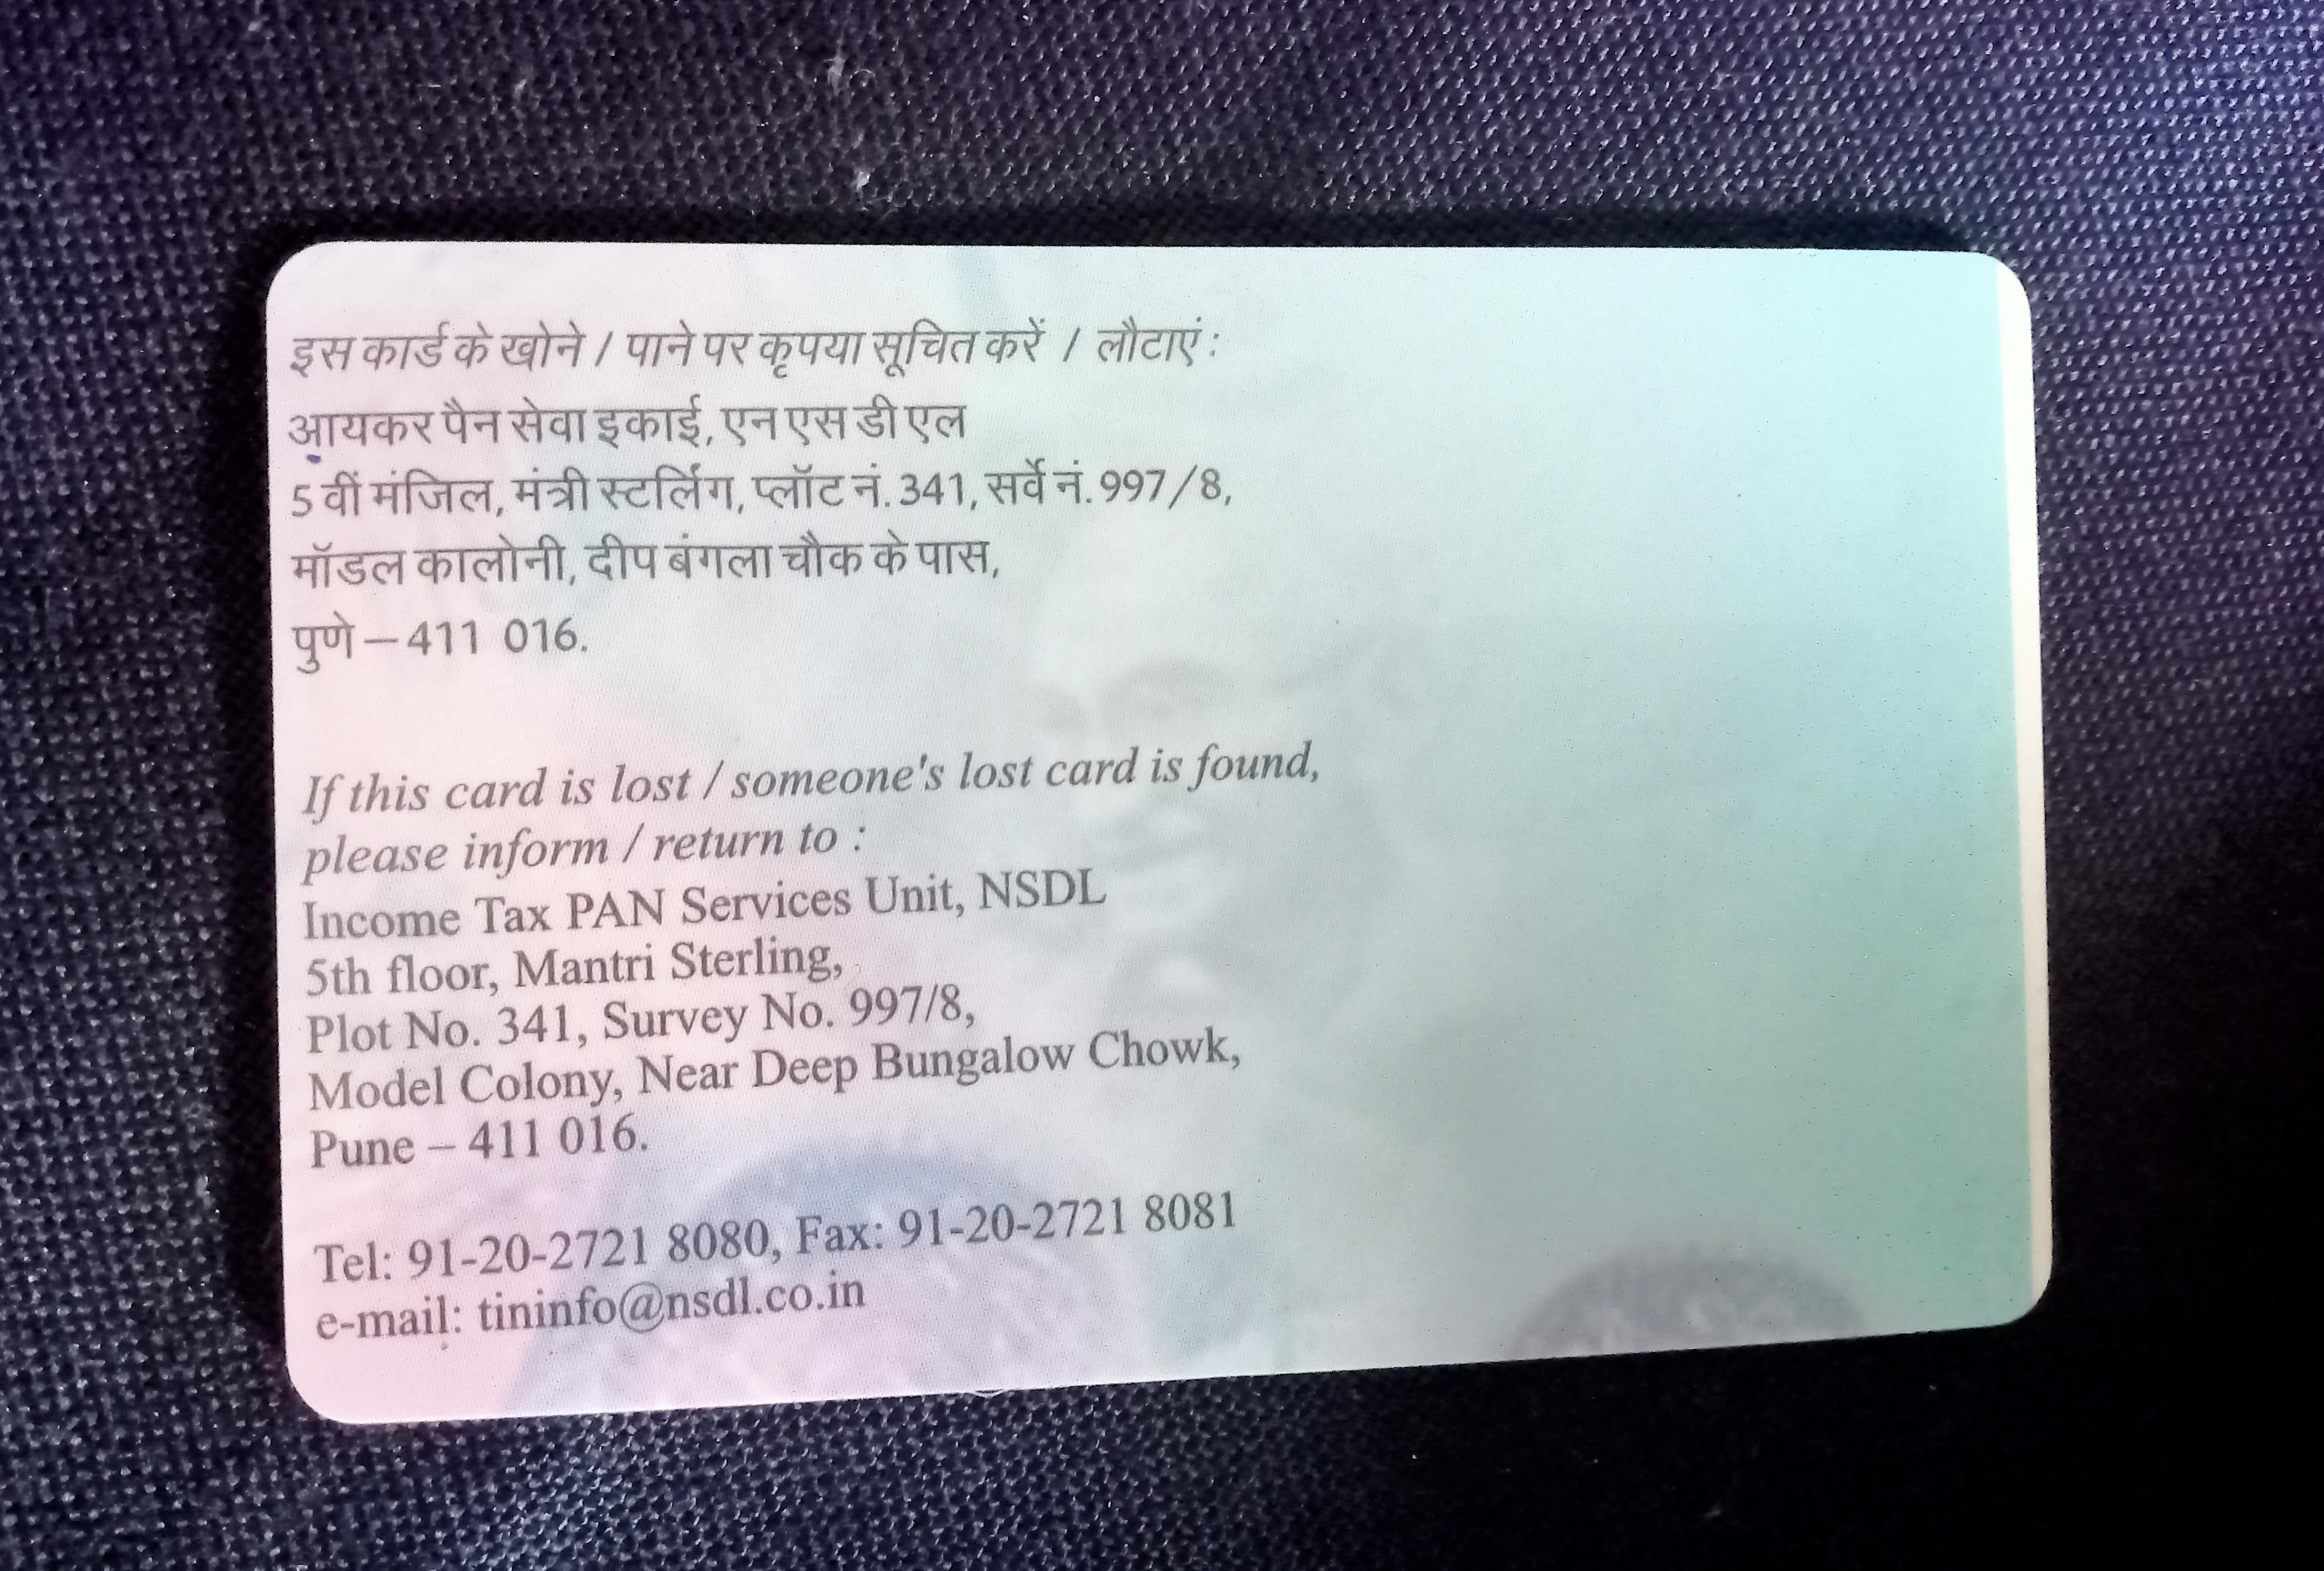 इस कार्ड के खोने / पाने पर कृपया सूचित करें / लौटाएं :
आयकर पैन सेवा इकाई, एन एस डी एल
5 वीं मंजिल, मंत्री स्टर्लिंग, प्लॉट नं. 341, सर्वे नं. 997/8,
मॉडल कालोनी, दीप बंगला चौक के पास,
पुणे – 411 016.
If this card is lost / someone's lost card is found,
please inform / return to :
Income Tax PAN Services Unit, NSDL
5th floor, Mantri Sterling,
Plot No. 341, Survey No. 997/8,
Model Colony, Near Deep Bungalow Chowk,
Pune – 411 016.
Tel: 91-20-2721 8080, Fax: 91-20-2721 8081
e-mail: tininfo@nsdl.co.in